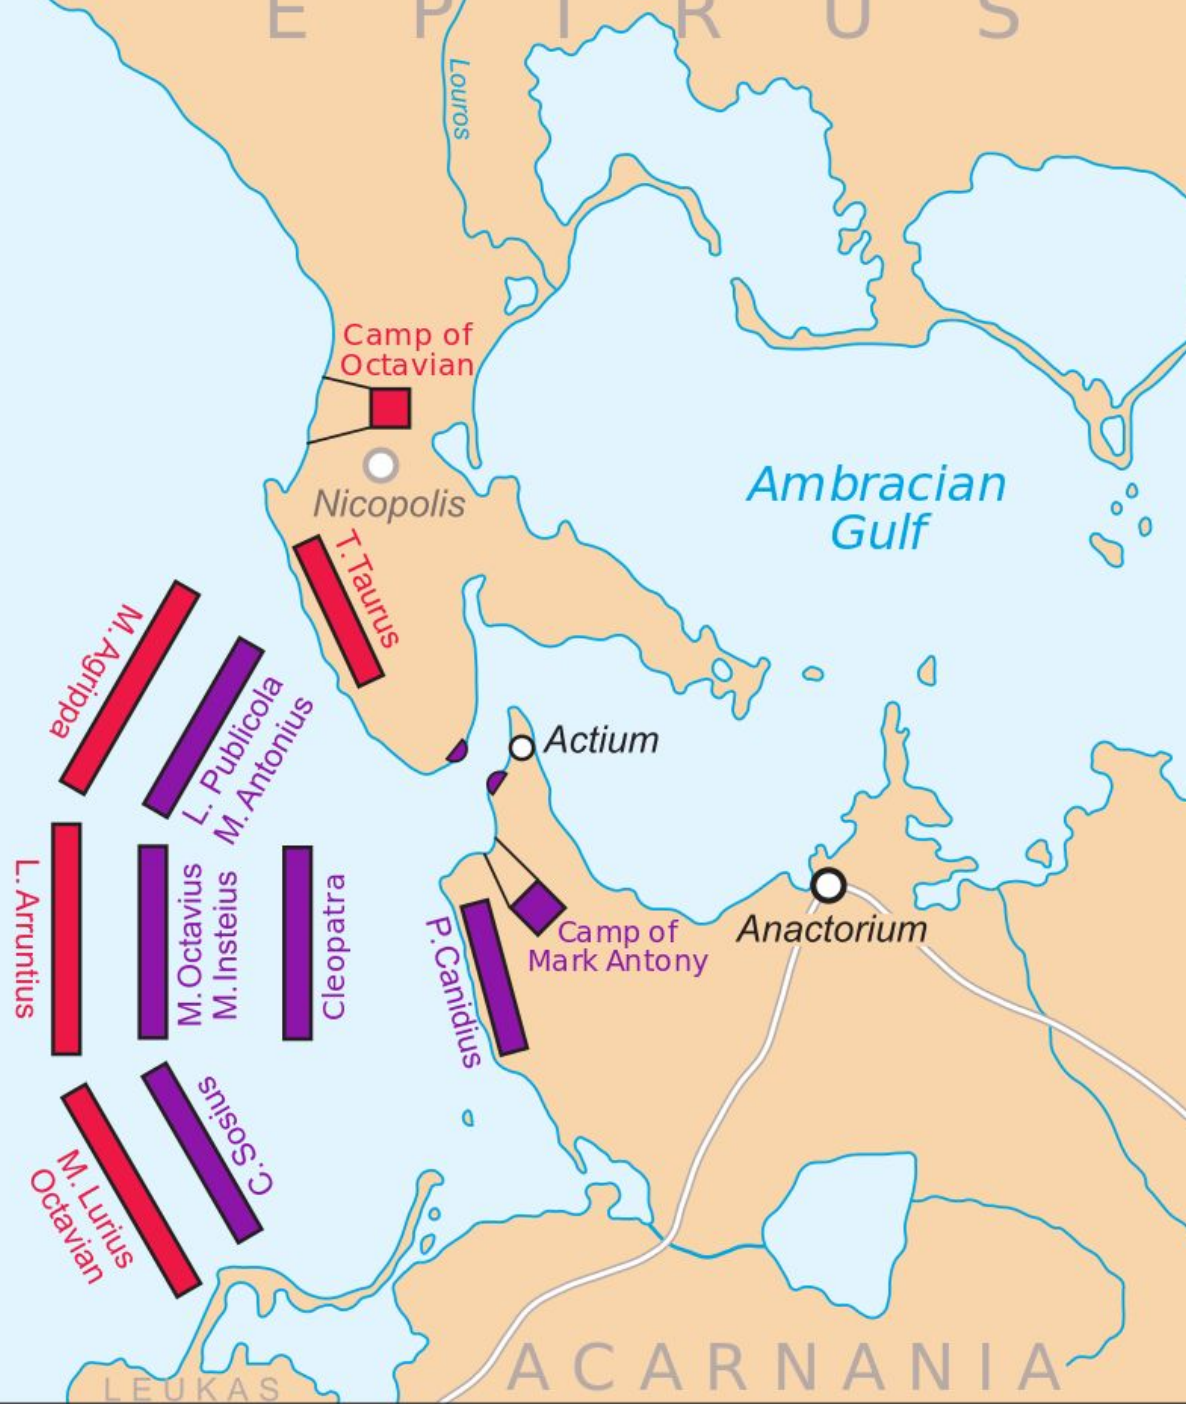 EPIRUS
Louros
Camp of
Octavian
Nicopolis
Ambracian
Gulf
T. Taurus
M. Agrippa
L. Publicola
M. Antonius
Actium
L. Arruntius
M. Octavius
M. Insteius
Cleopatra
P. Canidius
Camp of
Mark Antony
Anactorium
C. Sosius
M. Lurius
Octavian
ACARNANIA
LEUKAS